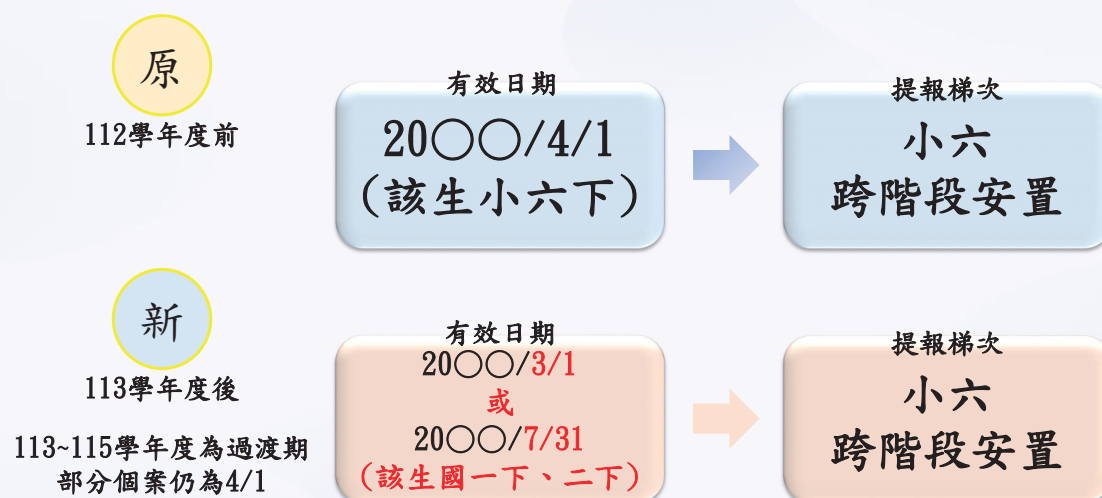 原
112學年度前
有效日期
20○○/4/1
(該生小六下)
提報梯次
小六
跨階段安置
新
113學年度後
113~115學年度為過渡期
部分個案仍為4/1
有效日期
20○○/3/1
或
20○○/7/31
(該生國一下、二下)
提報梯次
小六
跨階段安置